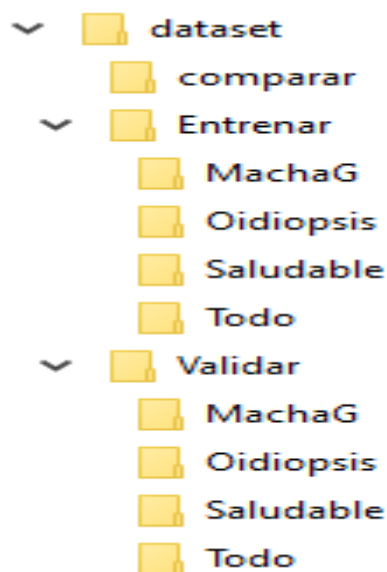 dataset
comparar
Entrenar
MachaG
Oidiopsis
Saludable
Todo
Validar
MachaG
Oidiopsis
Saludable
Todo